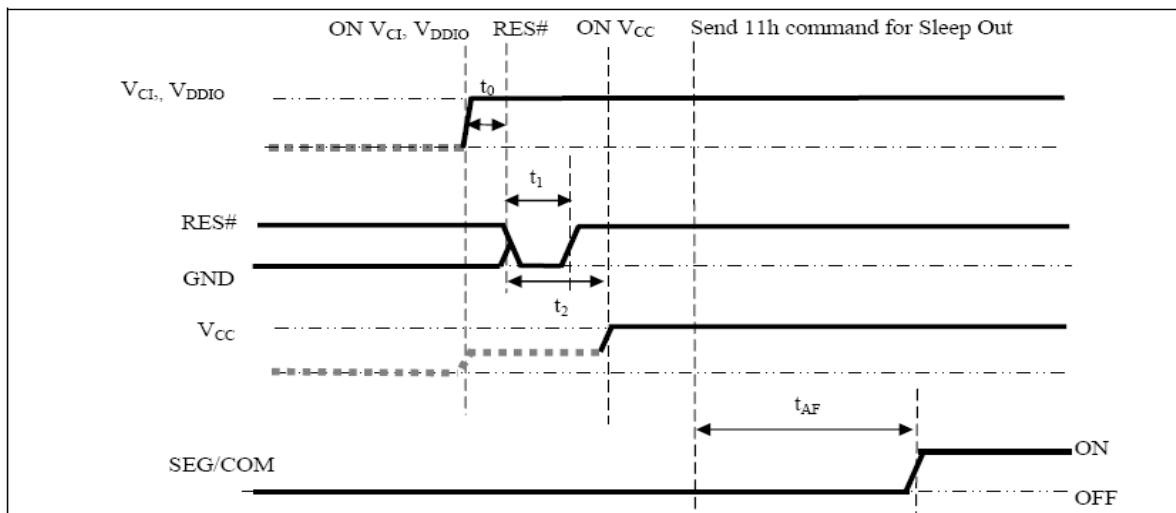 ON VCI, VDDIO RES# ON VCC Send 11h command for Sleep Out
VCI,, VDDIO
t0
t1
RES#
GND
t2
VCC
tAF
SEG/COM
ON
OFF